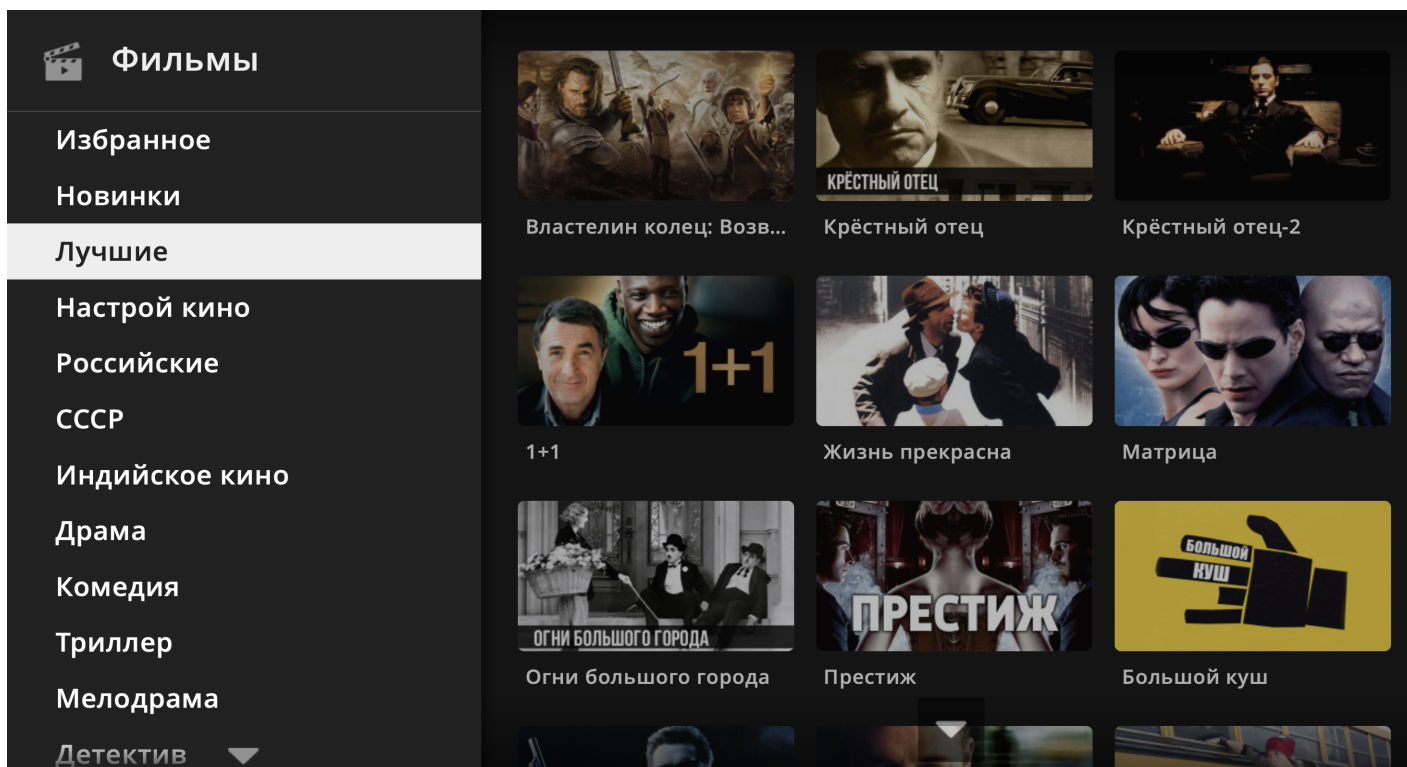 Фильмы
Избранное
Новинки
Лучшие
Настрой кино
Российские
СССР
Индийское кино
Драма
Комедия
Триллер
Мелодрама
Детектив
КРЁСТНЫЙ ОТЕЦ
Властелин колец: Возв...
Крёстный отец
Крёстный отец-2
1+1
1+1
Жизнь прекрасна
Матрица
ОГНИ БОЛЬШОГО ГОРОДА
ПРЕСТИЖ
БОЛЬШОЙ
КУШ
Огни большого города
Престиж
Большой куш